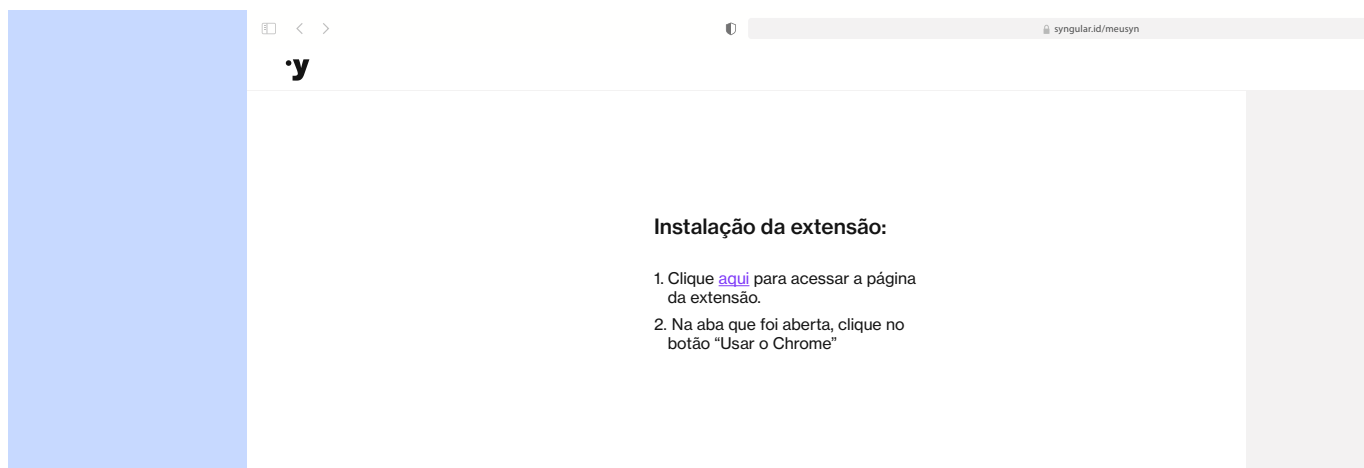 syngular.id/meusyn
·y
Instalação da extensão:
1. Clique aqui para acessar a página
da extensão.
2. Na aba que foi aberta, clique no
botão “Usar o Chrome”